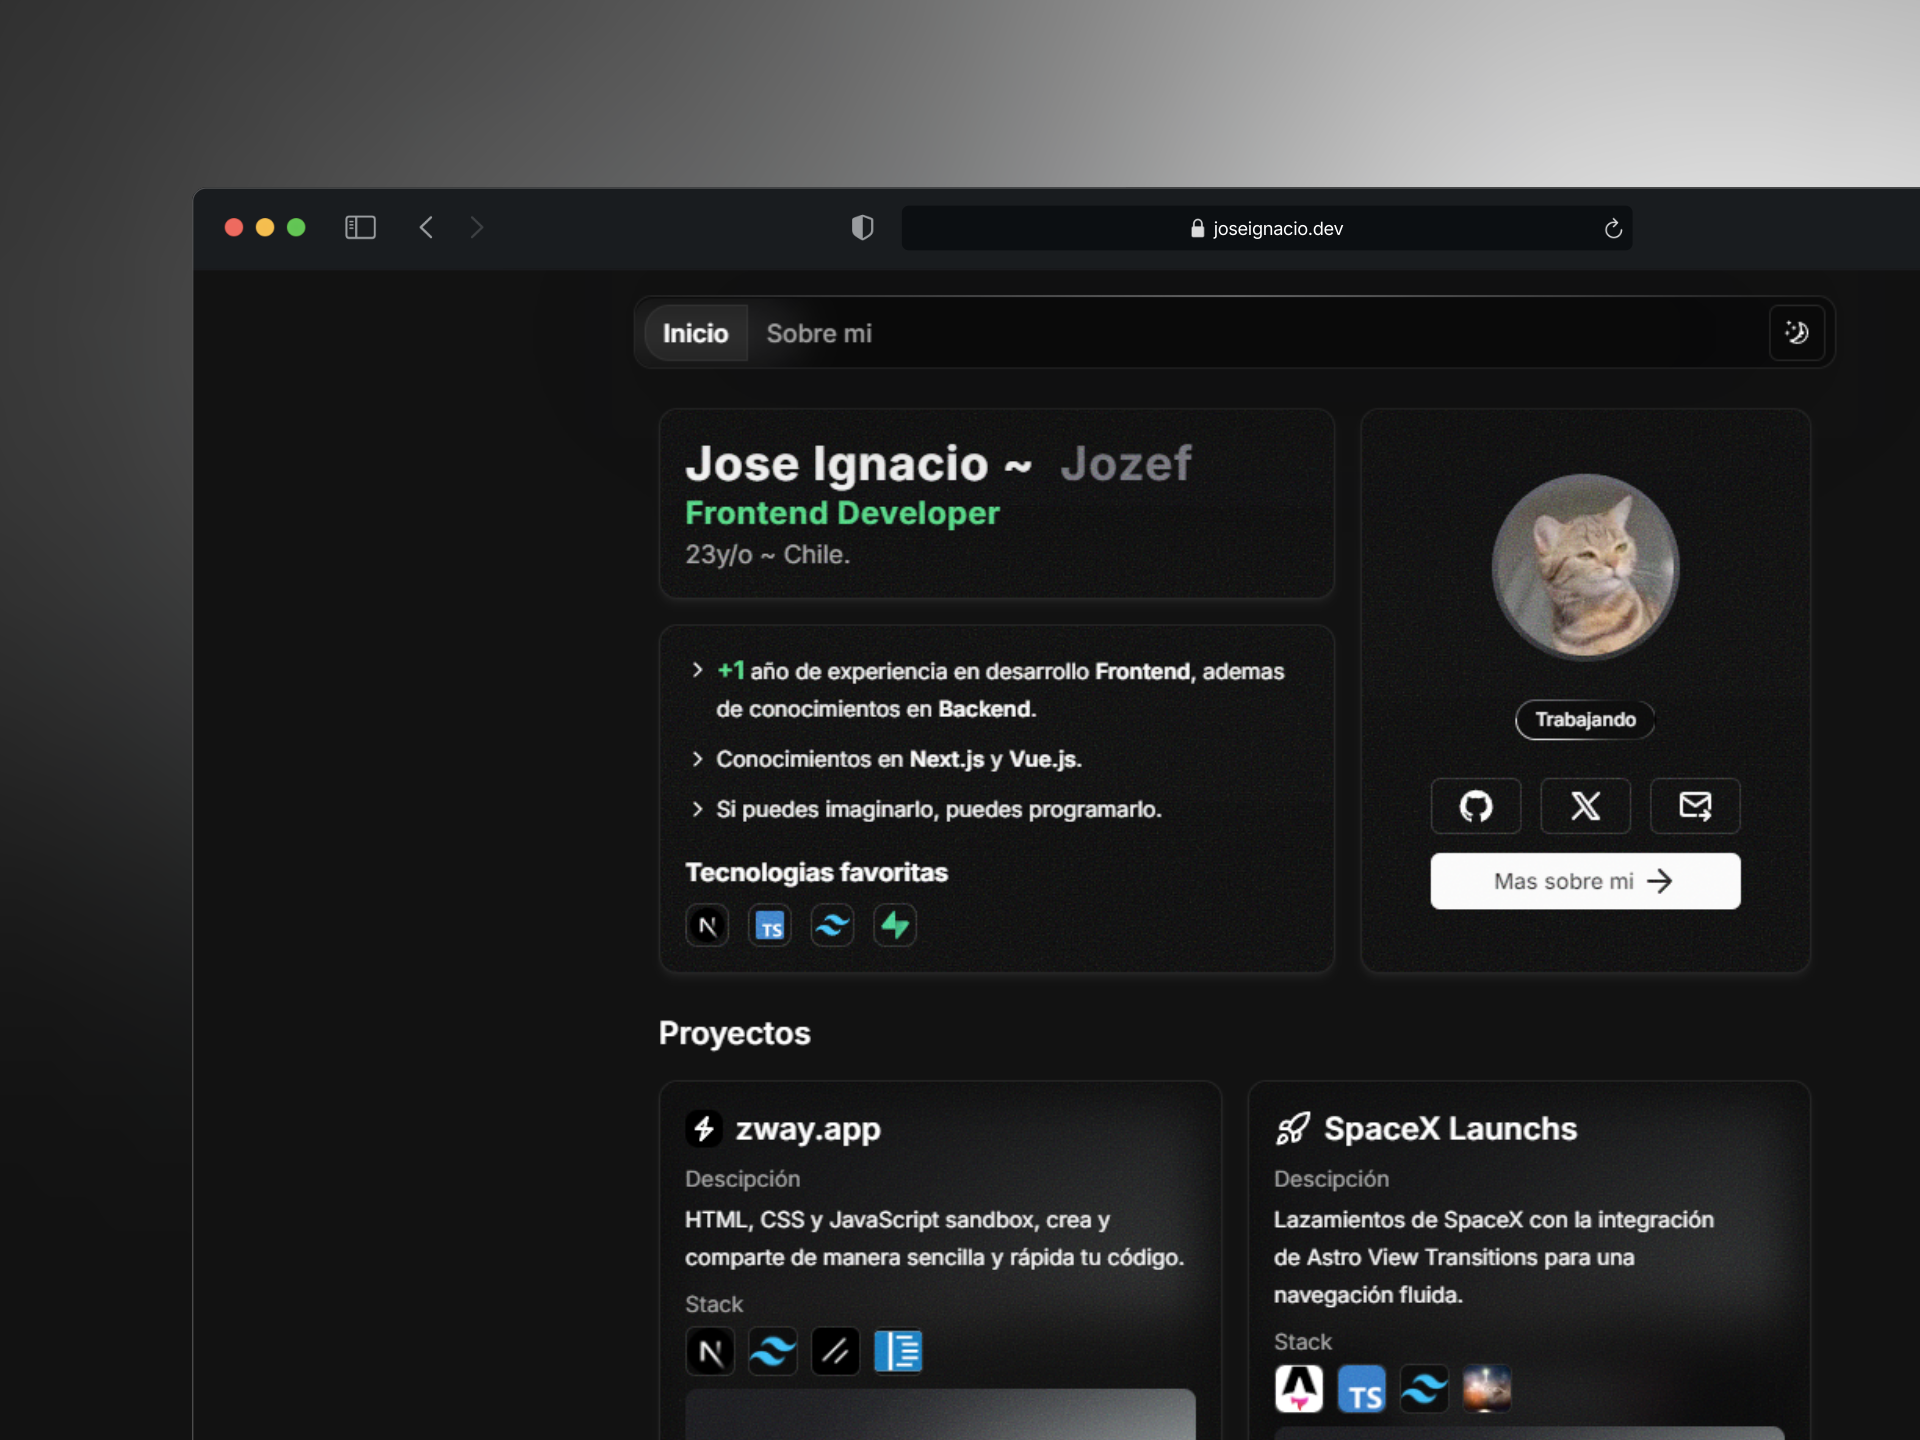 joseignacio.dev
Inicio
Sobre mi
Jose Ignacio ~ Jozef
Frontend Developer
23y/o ~ Chile.
+1 año de experiencia en desarrollo Frontend, ademas
de conocimientos en Backend.
Conocimientos en Next.js y Vue.js.
Si puedes imaginarlo, puedes programarlo.
Tecnologias favoritas
N
TS
Trabajando
Mas sobre mi
Proyectos
zway.app
Descipción
HTML, CSS y JavaScript sandbox, crea y
comparte de manera sencilla y rápida tu código.
Stack
N
SpaceX Launchs
Descipción
Lazamientos de SpaceX con la integración
de Astro View Transitions para una
navegación fluida.
Stack
TS